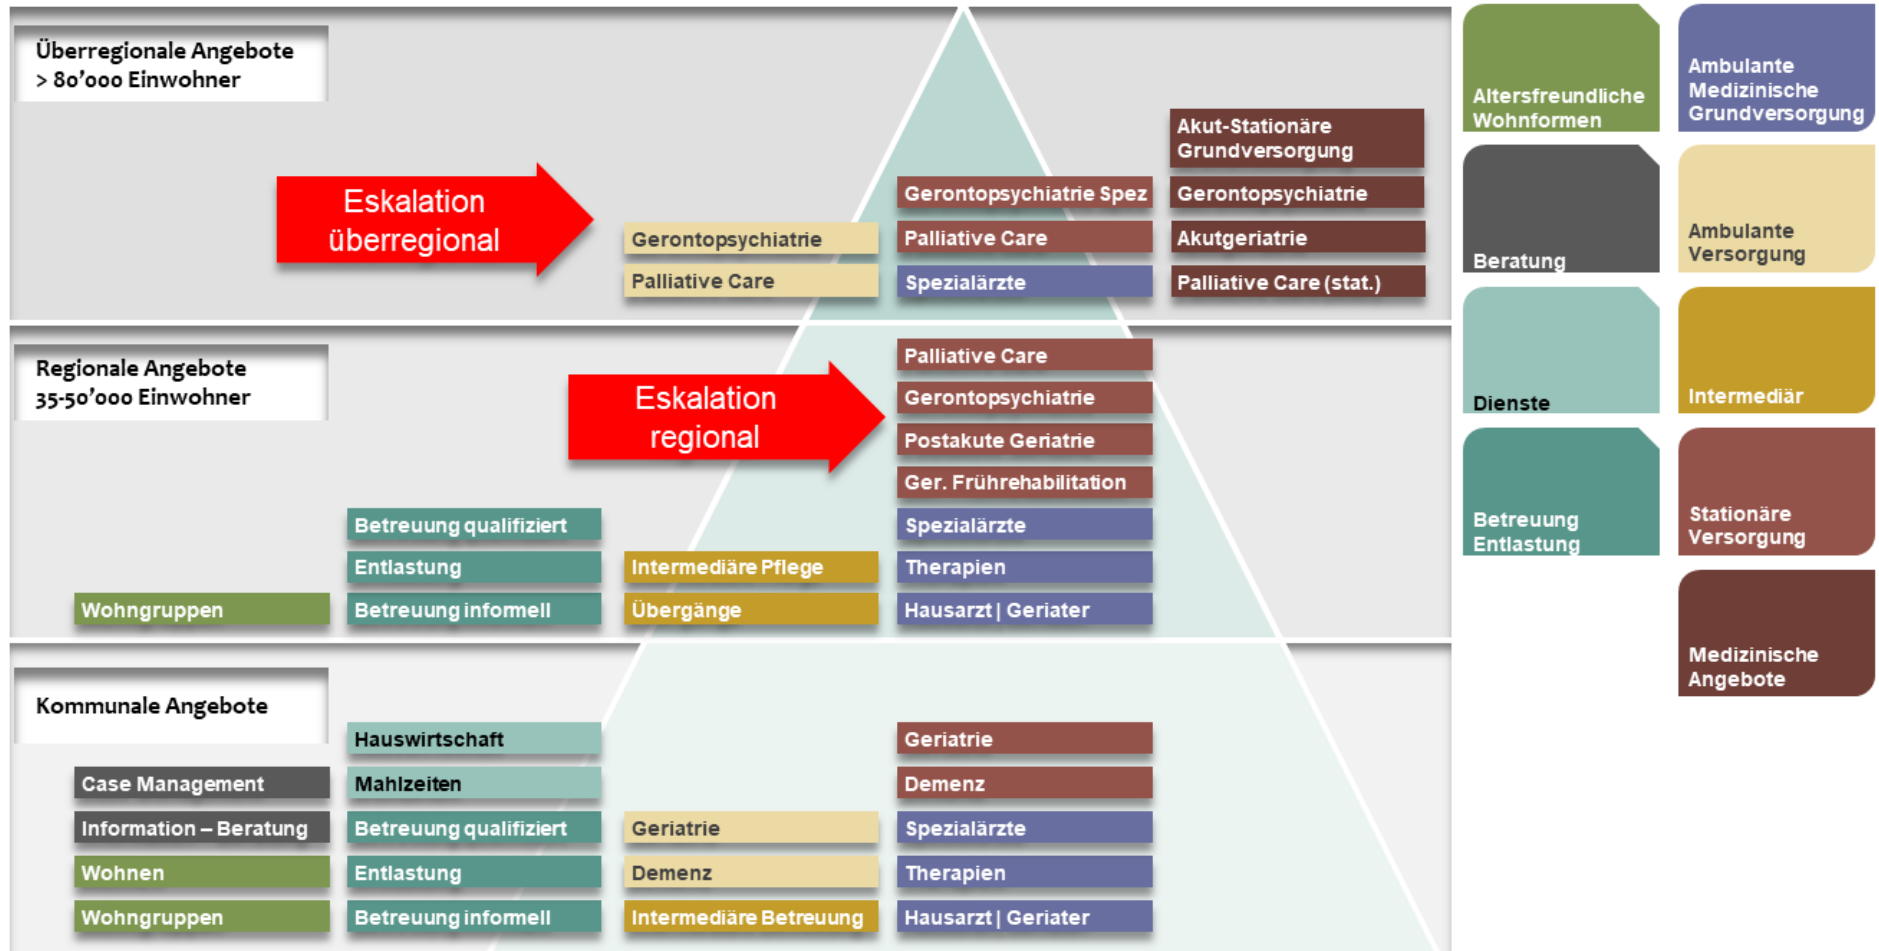 Überregionale Angebote
> 80'000 Einwohner
Eskalation
überregional
Gerontopsychiatrie
Palliative Care
Gerontopsychiatrie Spez
Palliative Care
Spezialärzte
Akut-Stationäre
Grundversorgung
Gerontopsychiatrie
Akutgeriatrie
Palliative Care (stat.)
Regionale Angebote
35-50'000 Einwohner
Eskalation
regional
Wohngruppen
Betreuung qualifiziert
Entlastung
Betreuung informell
Intermediäre Pflege
Übergänge
Palliative Care
Gerontopsychiatrie
Postakute Geriatrie
Ger. Frührehabilitation
Spezialärzte
Therapien
Hausarzt | Geriater
Kommunale Angebote
Case Management
Information – Beratung
Wohnen
Wohngruppen
Hauswirtschaft
Mahlzeiten
Betreuung qualifiziert
Entlastung
Betreuung informell
Geriatrie
Demenz
Intermediäre Betreuung
Geriatrie
Demenz
Spezialärzte
Therapien
Hausarzt | Geriater
Altersfreundliche
Wohnformen
Beratung
Dienste
Betreuung
Entlastung
Ambulante
Medizinische
Grundversorgung
Ambulante
Versorgung
Intermediär
Stationäre
Versorgung
Medizinische
Angebote